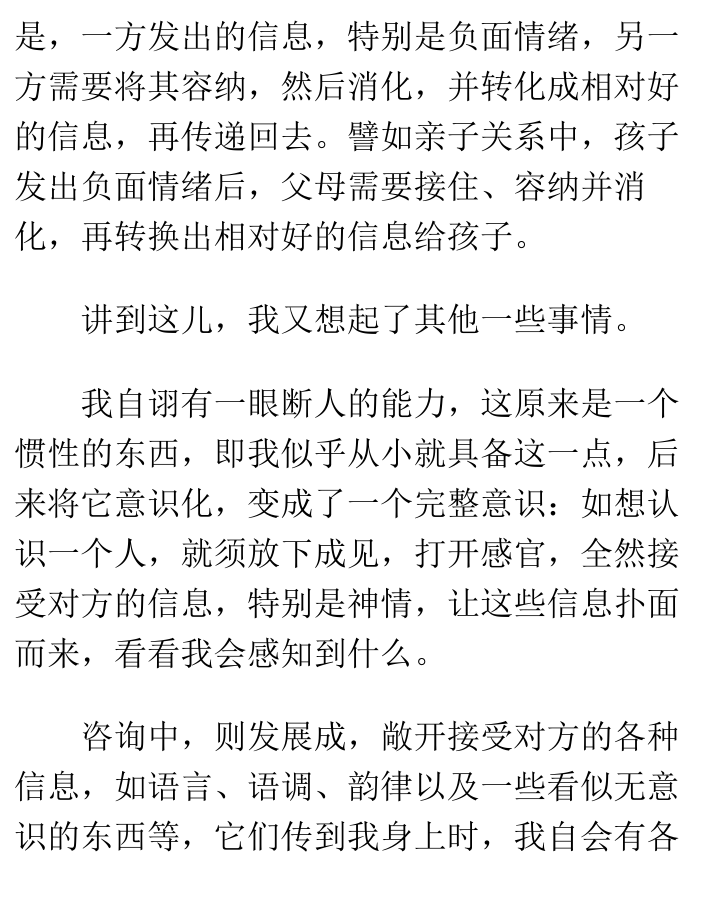 是，一方发出的信息，特别是负面情绪，另一
方需要将其容纳，然后消化，并转化成相对好
的信息，再传递回去。譬如亲子关系中，孩子
发出负面情绪后，父母需要接住、容纳并消
化，再转换出相对好的信息给孩子。
讲到这儿，我又想起了其他一些事情。
我自诩有一眼断人的能力，这原来是一个
惯性的东西，即我似乎从小就具备这一点，后
来将它意识化，变成了一个完整意识：如想认
识一个人，就须放下成见，打开感官，全然接
受对方的信息，特别是神情，让这些信息扑面
而来，看看我会感知到什么。
咨询中，则发展成，敞开接受对方的各种
信息，如语言、语调、韵律以及一些看似无意
识的东西等，它们传到我身上时，我自会有各